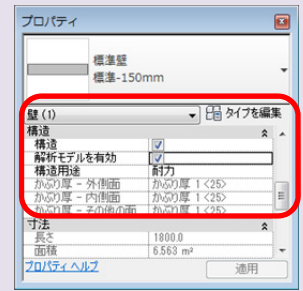 プロパティ
標準壁
標準-150mm
壁 (1)
タイプを編集
構造
構造
解析モデルを有効
構造用途 耐力
かぶり厚 - 外側面 かぶり厚 1 <25>
かぶり厚 - 内側面 かぶり厚 1 <25>
かぶり厚 - その他の面 かぶり厚 1 <25>
寸法
長さ 1800.0
面積 6.563 m²
プロパティ ヘルプ
適用